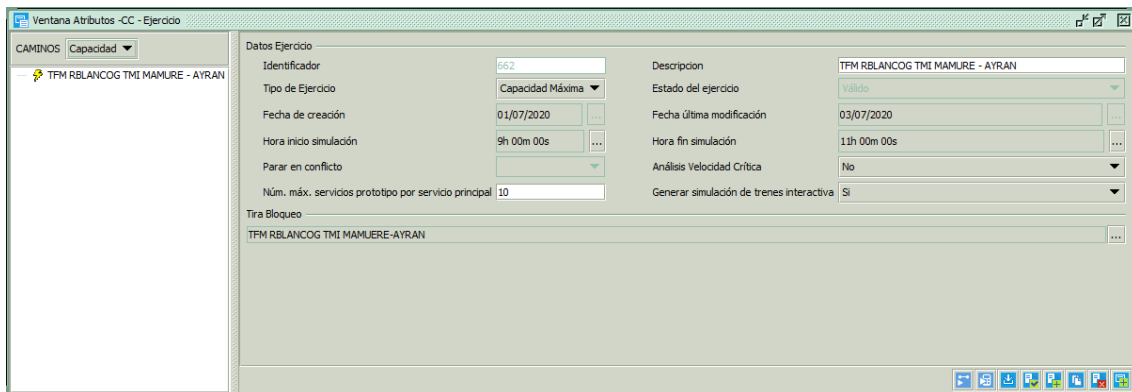 Ventana Atributos -CC - Ejercicio
CAMINOS Capacidad
TFM RBLANCOG TMI MAMURE - AYRAN
Datos Ejercicio
Identificador 662 Descripcion TFM RBLANCOG TMI MAMURE - AYRAN
Tipo de Ejercicio Capacidad Máxima Estado del ejercicio Válido
Fecha de creación 01/07/2020 ... Fecha última modificación 03/07/2020 ...
Hora inicio simulación 9h 00m 00s ... Hora fin simulación 11h 00m 00s ...
Parar en conflicto Análisis Velocidad Crítica No
Núm. máx. servicios prototipo por servicio principal 10 Generar simulación de trenes interactiva Si
Tira Bloqueo
TFM RBLANCOG TMI MAMUERE-AYRAN ...